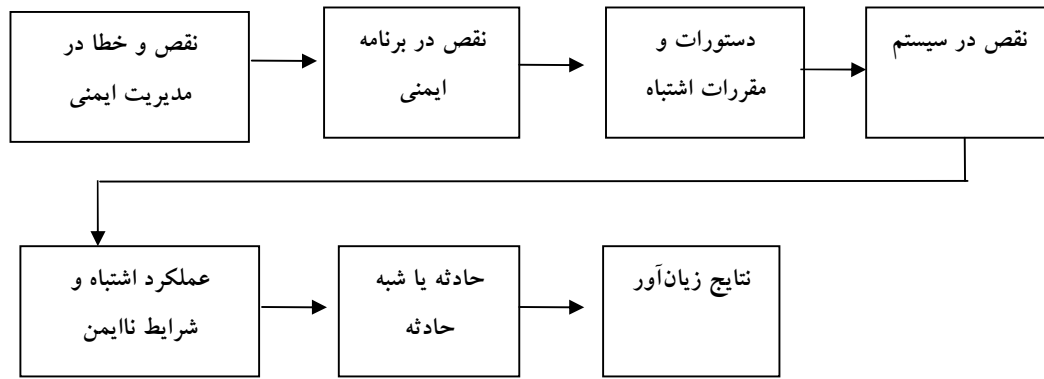 نقص و خطا در
مدیریت ایمنی
نقص در برنامه
ایمنی
دستورات و
مقررات اشتباه
نقص در سیستم
عملکرد اشتباه و
شرایط ناایمن
حادثه یا شبه
حادثه
نتایج زیان‌آور